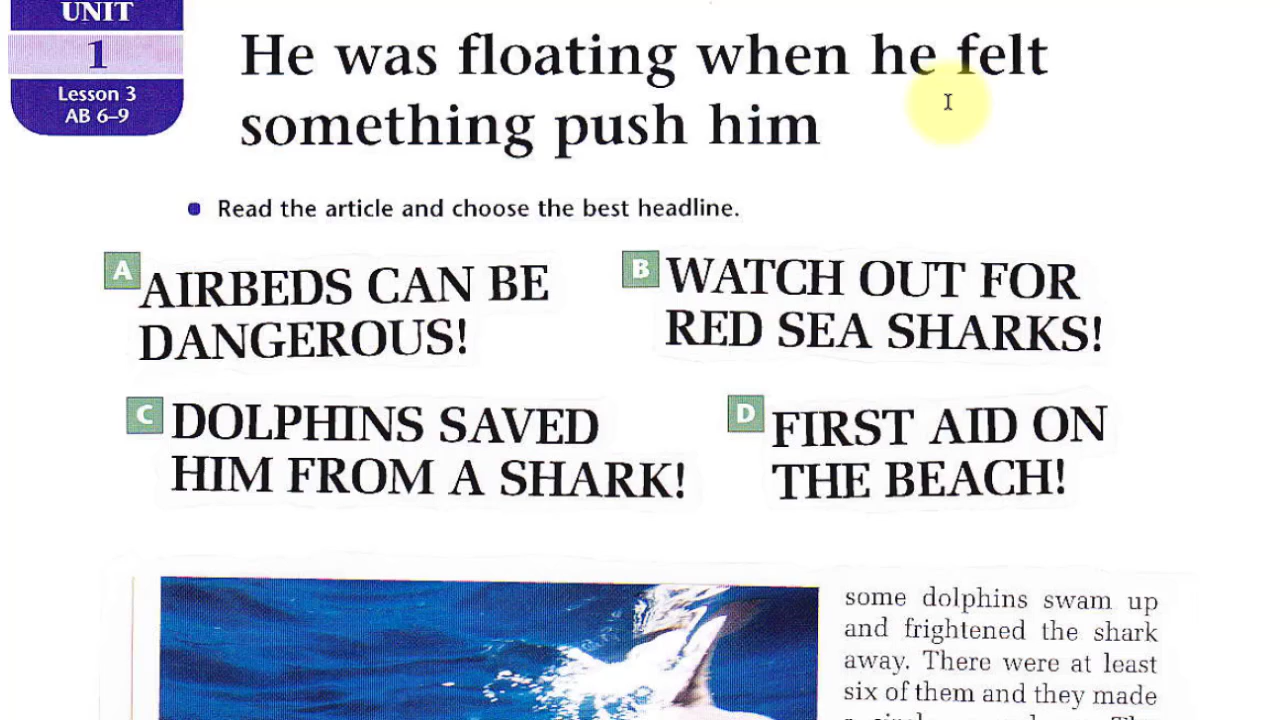 UNIT
1
Lesson 3
AB 6–9
He was floating when he felt
something push him
Read the article and choose the best headline.
A
AIRBEDS CAN BE
DANGEROUS!
B
WATCH OUT FOR
RED SEA SHARKS!
C
DOLPHINS SAVED
HIM FROM A SHARK!
D
FIRST AID ON
THE BEACH!
some dolphins swam up
and frightened the shark
away. There were at least
six of them and they made